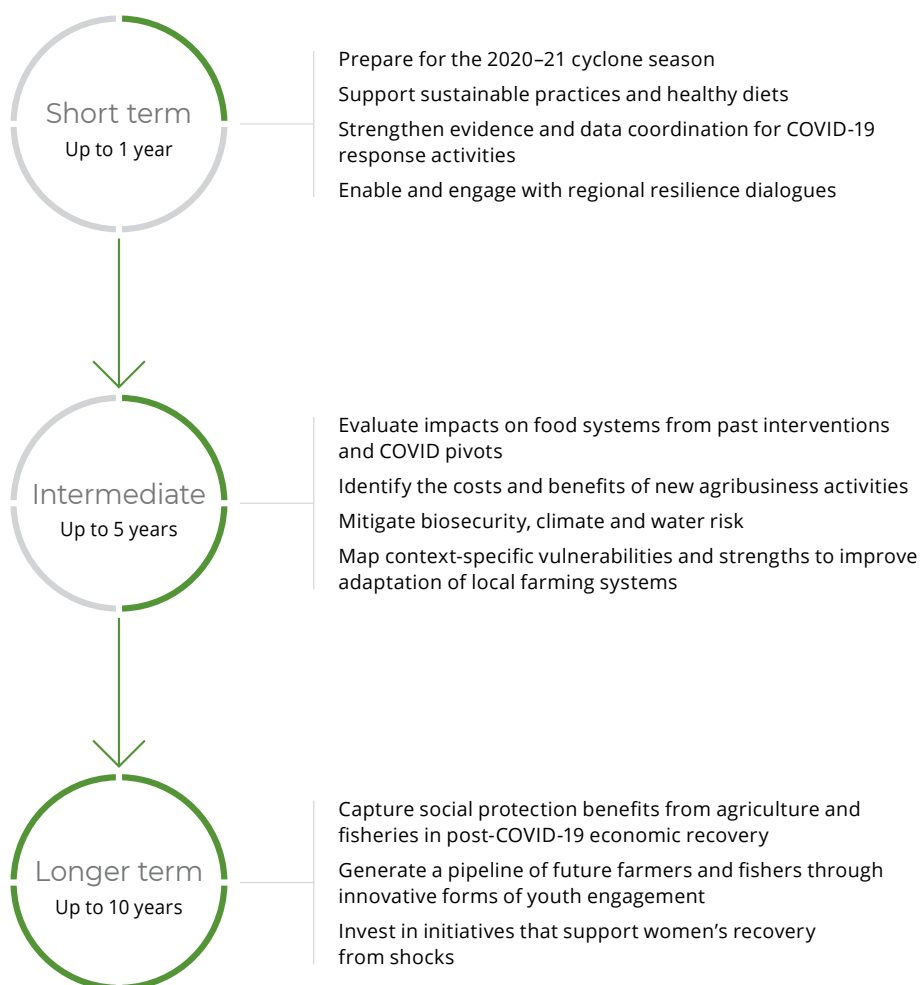 Short term
Up to 1 year
Prepare for the 2020–21 cyclone season
Support sustainable practices and healthy diets
Strengthen evidence and data coordination for COVID-19
response activities
Enable and engage with regional resilience dialogues
Intermediate
Up to 5 years
Evaluate impacts on food systems from past interventions
and COVID pivots
Identify the costs and benefits of new agribusiness activities
Mitigate biosecurity, climate and water risk
Map context-specific vulnerabilities and strengths to improve
adaptation of local farming systems
Longer term
Up to 10 years
Capture social protection benefits from agriculture and
fisheries in post-COVID-19 economic recovery
Generate a pipeline of future farmers and fishers through
innovative forms of youth engagement
Invest in initiatives that support women’s recovery
from shocks